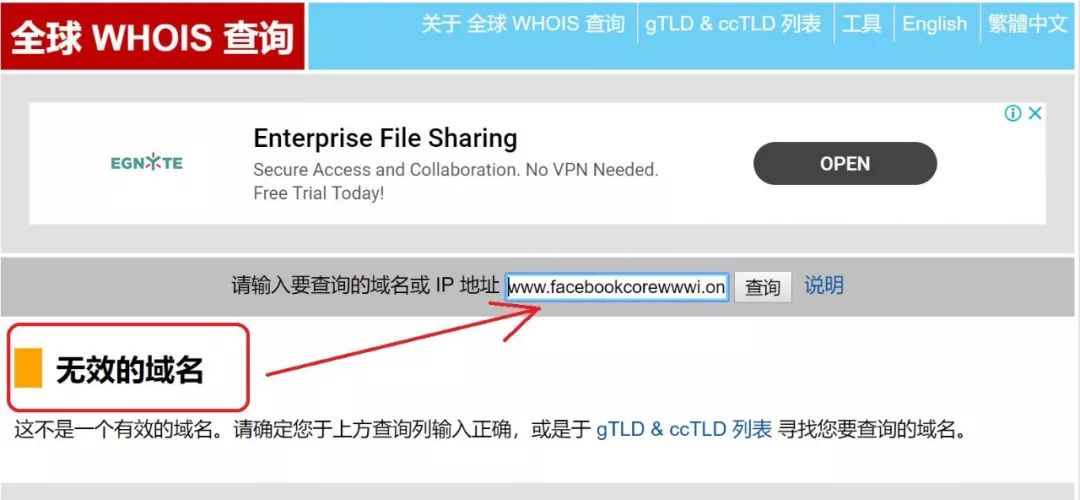 全球 WHOIS 查询
关于 全球 WHOIS 查询 gTLD & ccTLD 列表 工具 English 繁體中文
EGNYTE
Enterprise File Sharing
Secure Access and Collaboration. No VPN Needed.
Free Trial Today!
OPEN
请输入要查询的域名或 IP 地址 www.facebookcorewwwi.on 查询 说明
无效的域名
这不是一个有效的域名。请确定您于上方查询列输入正确，或是于 gTLD & ccTLD 列表 寻找您要查询的域名。